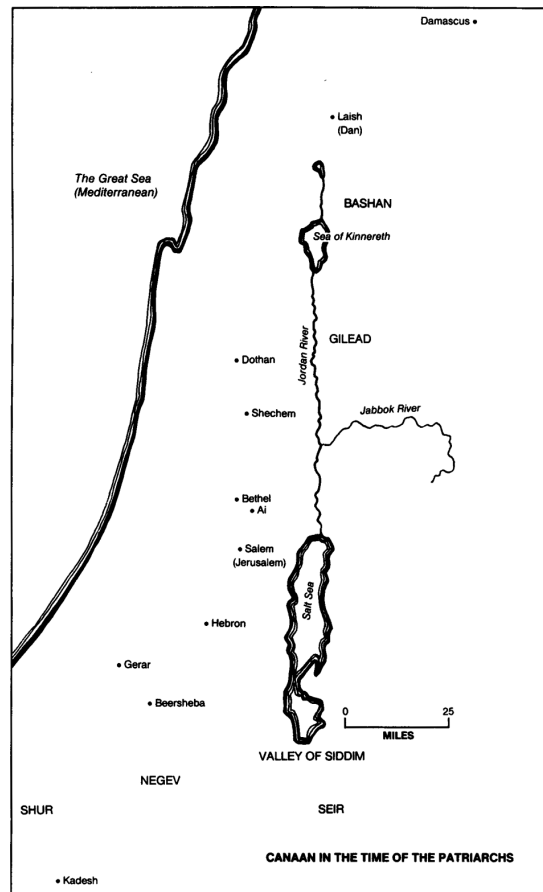 Damascus
Laish
(Dan)
The Great Sea
(Mediterranean)
BASHAN
Sea of Kinnereth
Jordan River
GILEAD
Dothan
Shechem
Jabbok River
Bethel
Ai
Salem
(Jerusalem)
Salt Sea
Hebron
Gerar
Beersheba
0 25
MILES
VALLEY OF SIDDIM
NEGEV
SHUR
SEIR
CANAAN IN THE TIME OF THE PATRIARCHS
Kadesh